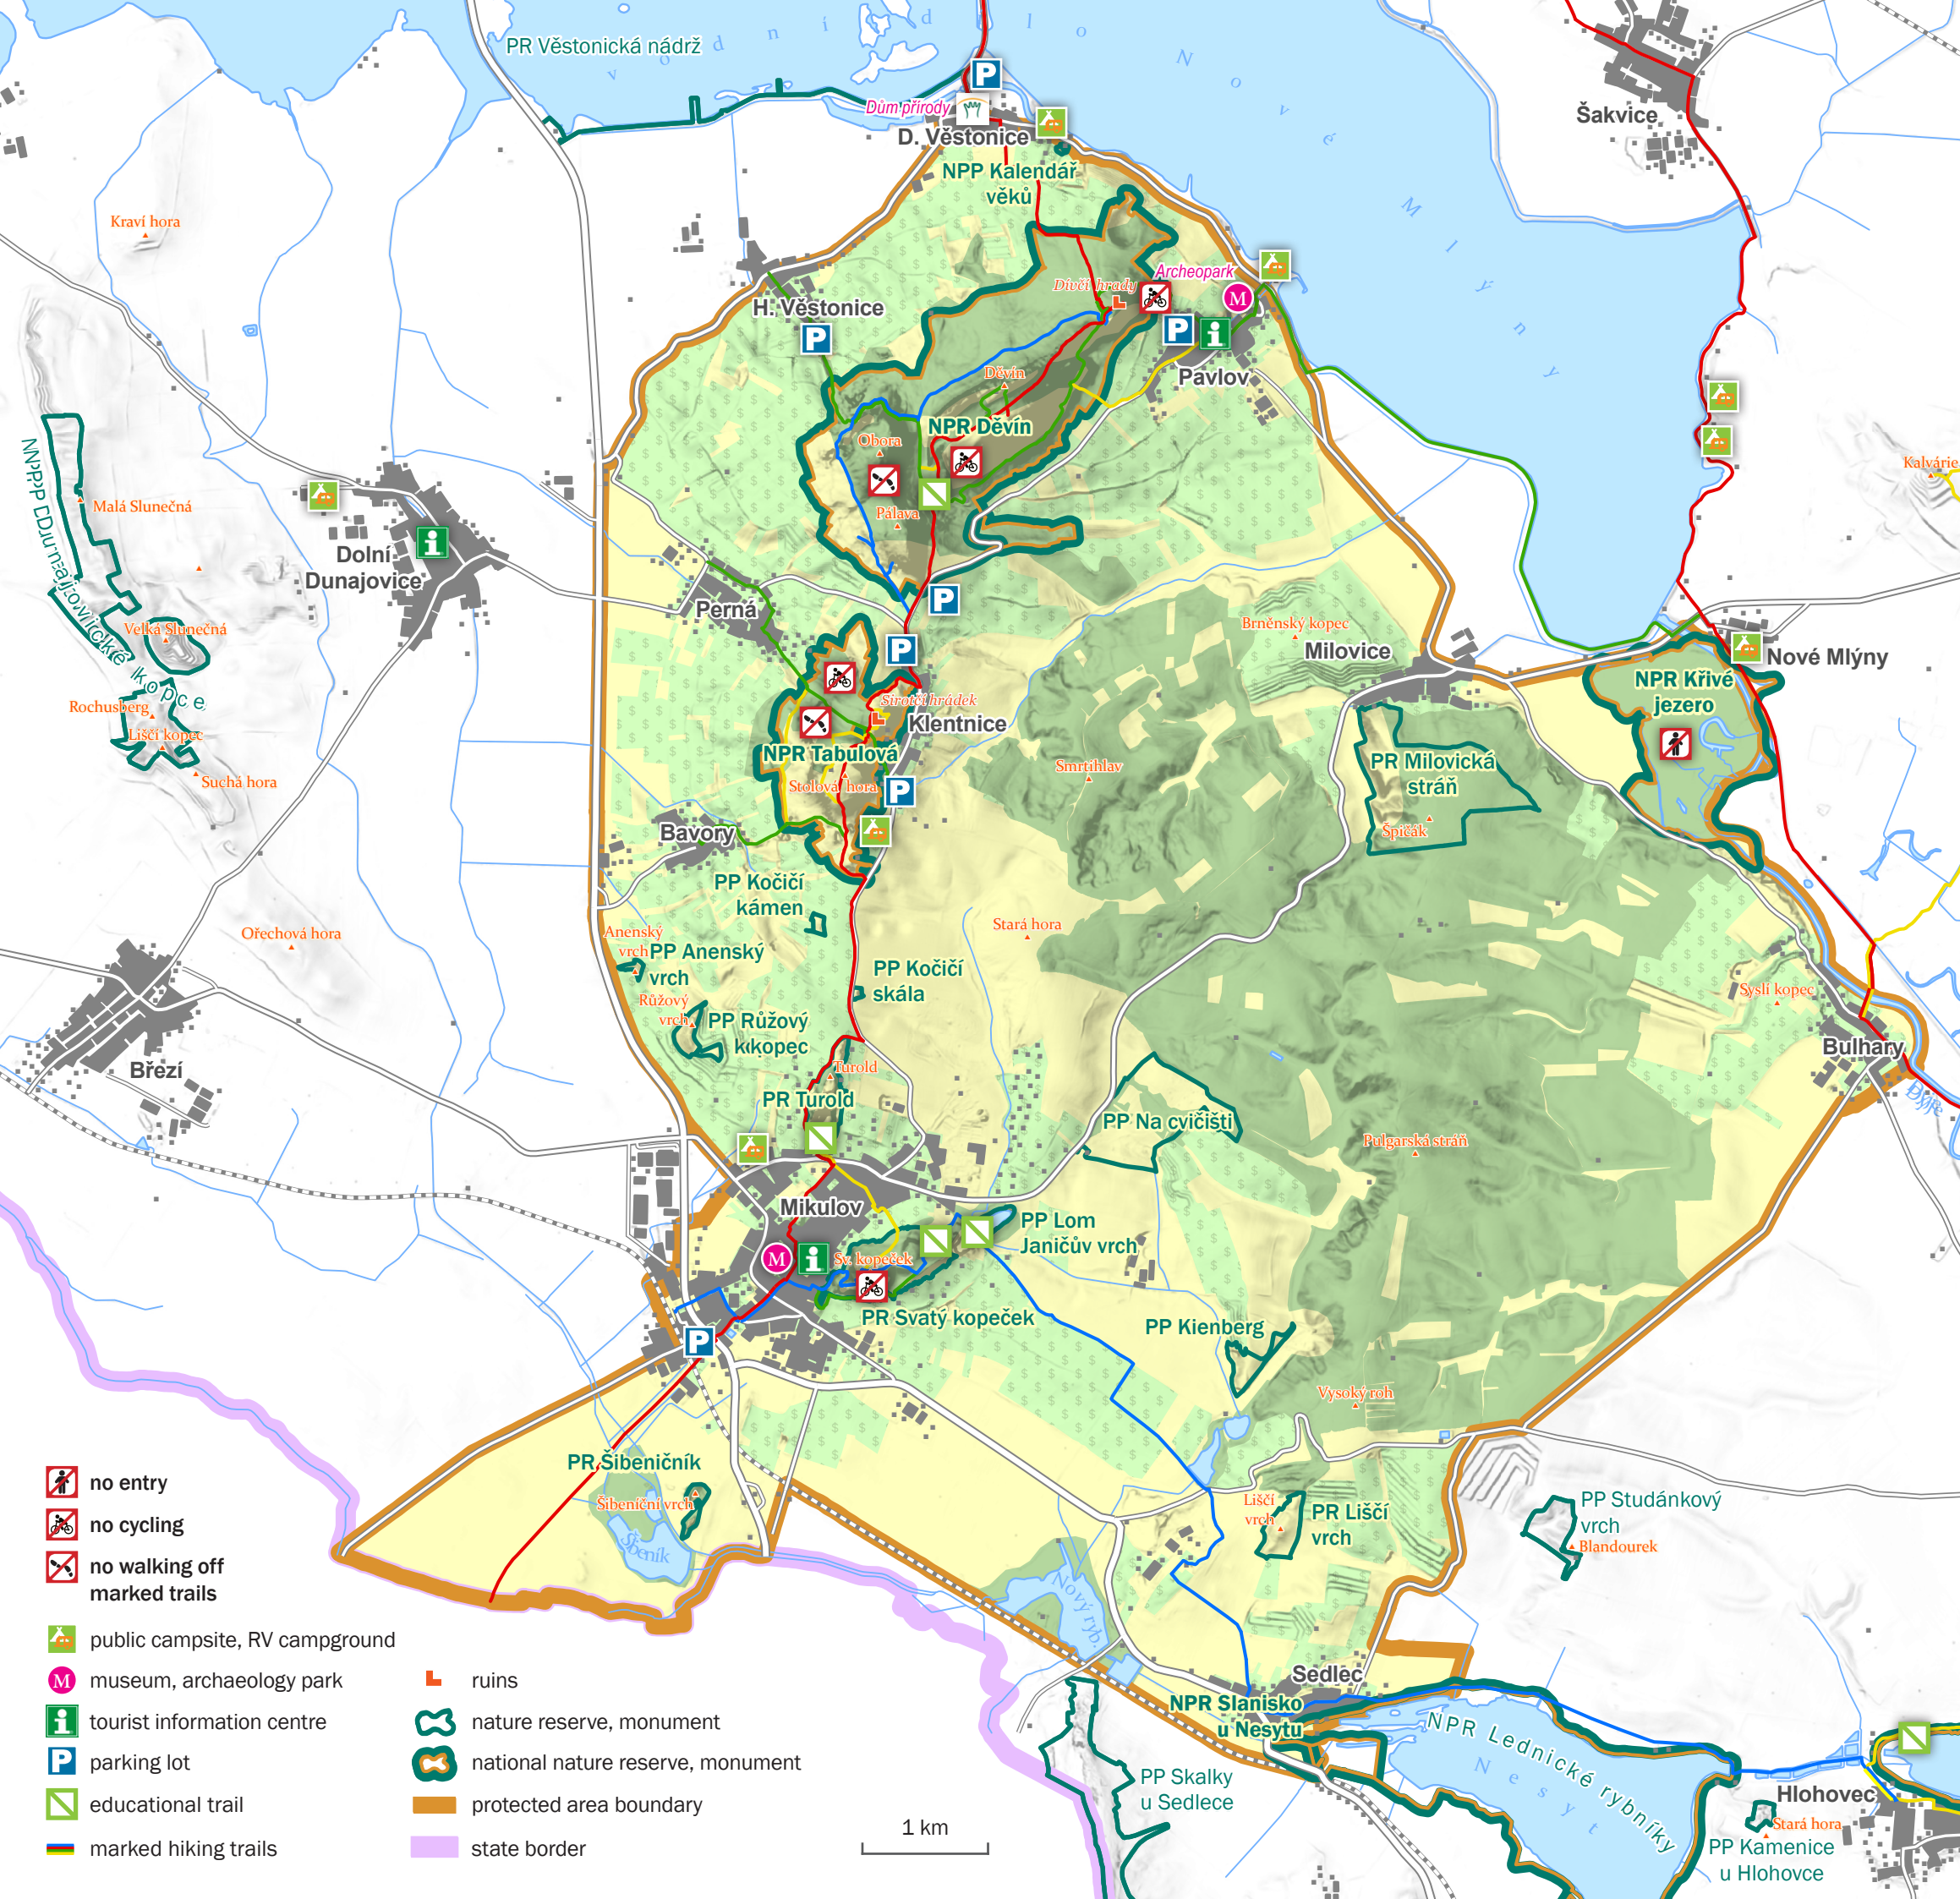 PR Věstonická nádrž
v o d n í d í l o N o v é M l ý n y
Šakvice
Dům přírody
D. Věstonice
NPP Kalendář
věků
Kraví hora
Archeopark
Dívčí hrady
M
H. Věstonice
P
Pavlov
Děvín
NPR Děvín
Obora
Kalvárie
Malá Slunečná
Pálava
Dolní
Dunajovice
NPP Dunajovické kopce
Perná
Velká Slunečná
Brněnský kopec
Milovice
Nové Mlýny
NPR Křivé
jezero
Rochusberg
Liščí kopec
Suchá hora
Sirotčí hrádek
Klentnice
NPR Tabulová
Stolová hora
Smrtihlav
PR Milovická
stráň
Špičák
Bavory
PP Kočičí
kámen
Ořechová hora
Anenský
vrch
PP Anenský
vrch
Stará hora
PP Kočičí
skála
Růžový
vrch
PP Růžový
kkopec
Syslí kopec
Bulhary
Dyje
Březí
Turold
PR Turold
PP Na cvičišti
Pulgarská stráň
Mikulov
PP Lom
Janičův vrch
M
Sv. kopeček
PR Svatý kopeček
PP Kienberg
P
Vysoký roh
PR Šibeničník
Šibeniční vrch
Šibeník
Liščí
vrch
PR Liščí
vrch
PP Studánkový
vrch
Blandourek
Nový ryb.
Sedlec
NPR Slanisko
u Nesytu
NPR Lednické rybníky
Nesyt
PP Skalky
u Sedlece
Hlohovec
Stará hora
PP Kamenice
u Hlohovce
no entry
no cycling
no walking off
marked trails
public campsite, RV campground
M museum, archaeology park
i tourist information centre
P parking lot
educational trail
marked hiking trails
ruins
nature reserve, monument
national nature reserve, monument
protected area boundary
state border
1 km